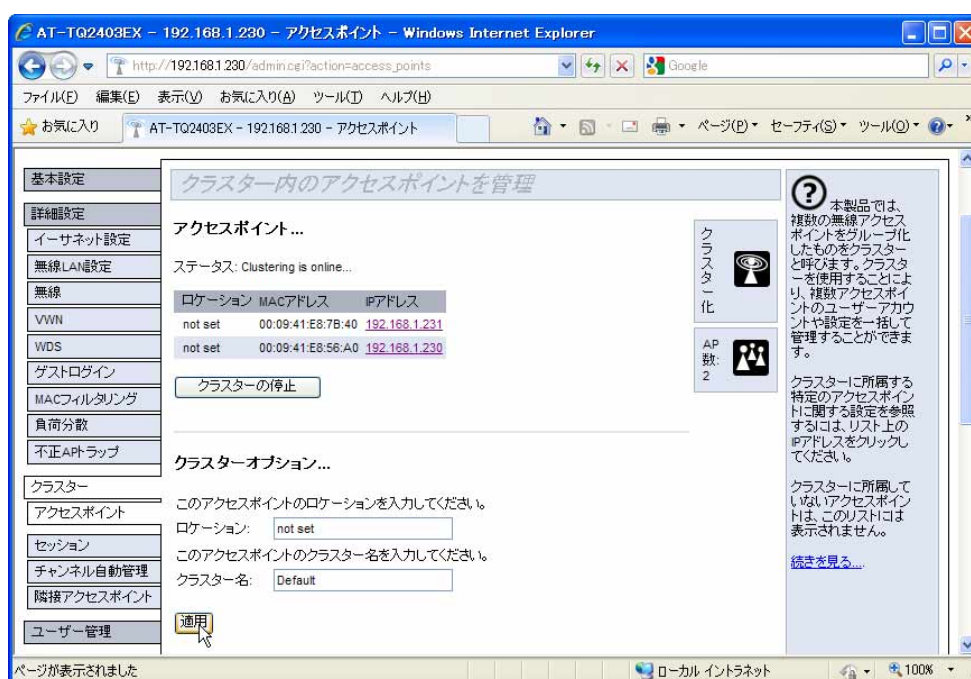 AT-TQ2403EX - 192.168.1.230 - アクセスポイント - Windows Internet Explorer
http://192.168.1.230/admin.cgi?action=access_points
Google
ファイル(F) 編集(E) 表示(V) お気に入り(A) ツール(T) ヘルプ(H)
お気に入り
AT-TQ2403EX - 192.168.1.230 - アクセスポイント
ページ(P) セーフティ(S) ツール(O)
基本設定
詳細設定
イーサネット設定
無線LAN設定
無線
VWN
WDS
ゲストログイン
MACフィルタリング
負荷分散
不正APトラップ
クラスター
アクセスポイント
セッション
チャンネル自動管理
隣接アクセスポイント
ユーザー管理
クラスター内のアクセスポイントを管理
アクセスポイント...
ステータス: Clustering is online...
ロケーション MACアドレス IPアドレス
not set 00:09:41:E8:7B:40 192.168.1.231
not set 00:09:41:E8:56:A0 192.168.1.230
クラスターの停止
クラスターオプション...
このアクセスポイントのロケーションを入力してください。
ロケーション: not set
このアクセスポイントのクラスター名を入力してください。
クラスター名: Default
適用
クラスター化
AP
数:
2
本製品では、
複数の無線アクセス
ポイントをグループ化
したものをクラスター
と呼びます。クラスタ
ーを使用することによ
り、複数アクセスポイ
ントのユーザーアカウ
ントや設定を一括して
管理することができま
す。
クラスターに所属する
特定のアクセスポイン
トに関する設定を参照
するには、リスト上の
IPアドレスをクリックし
てください。
クラスターに所属して
いないアクセスポイン
トは、このリストには
表示されません。
続きを見る....
ページが表示されました
ローカル イントラネット
100%